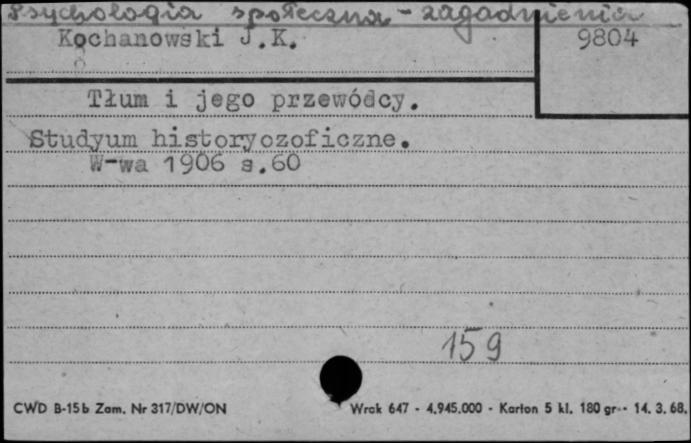 Psychologia społeczna - zagadnienia
Kochanowski J.K.
9804
Tłum i jego przewódcy.
Studyum historyozoficzne.
W-wa 1906 s.60
159
CWD B-15b Zam. Nr 317/DW/ON
Wrak 647 - 4.945.000 - Karton 5 kl. 180 gr. - 14. 3. 68.